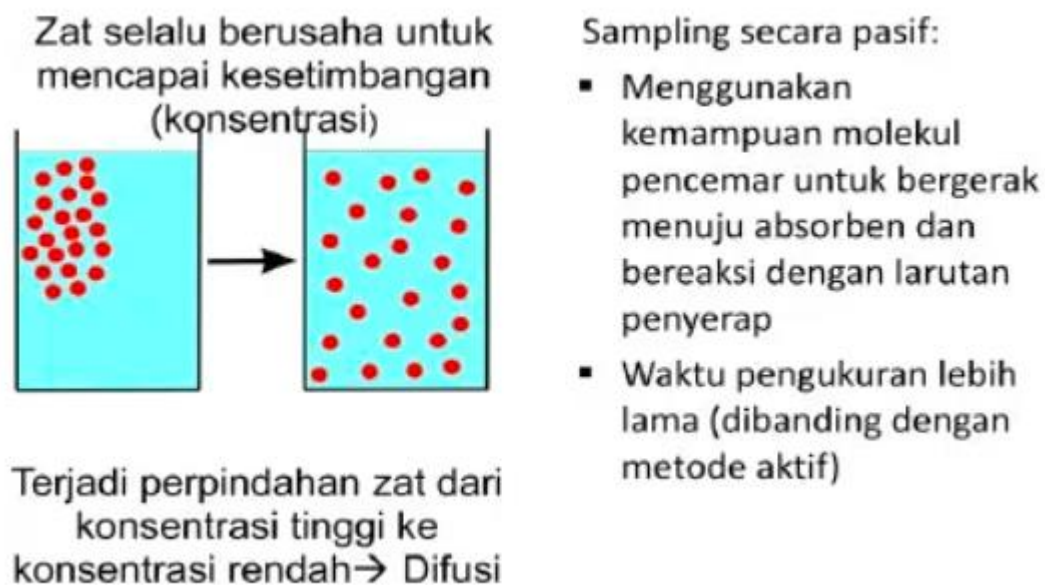 Zat selalu berusaha untuk
mencapai kesetimbangan
(konsentrasi)
Terjadi perpindahan zat dari
konsentrasi tinggi ke
konsentrasi rendah→ Difusi
Sampling secara pasif:
▪ Menggunakan
kemampuan molekul
pencemar untuk bergerak
menuju absorben dan
bereaksi dengan larutan
penyerap
▪ Waktu pengukuran lebih
lama (dibanding dengan
metode aktif)